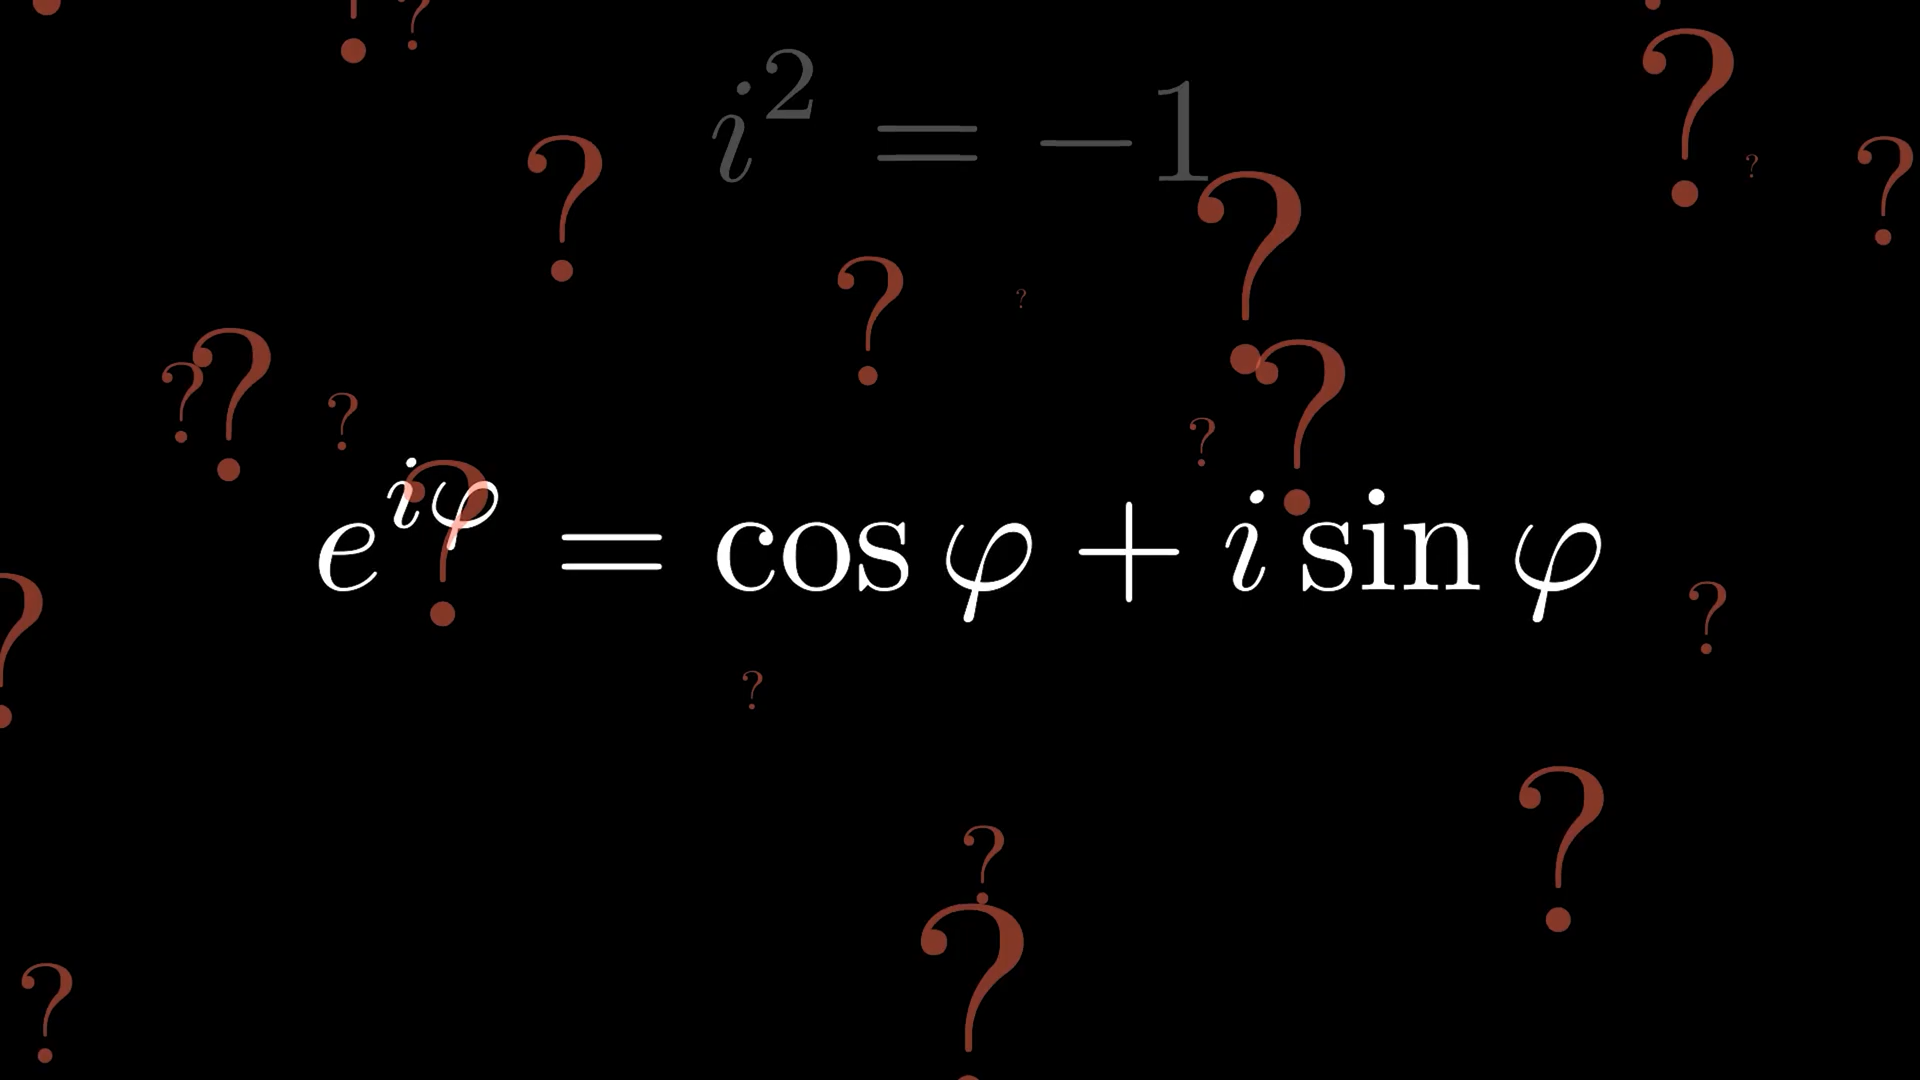 i² = −1
e^{iφ} = cos φ + i sin φ
? ? ? ? ? ? ? ? ? ? ? ? ? ? ? ? ? ? ? ? ? ?